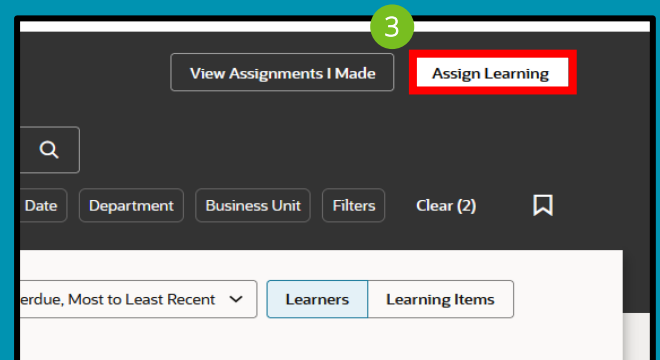 3
View Assignments I Made Assign Learning
Date Department Business Unit Filters Clear (2)
erdue, Most to Least Recent Learners Learning Items